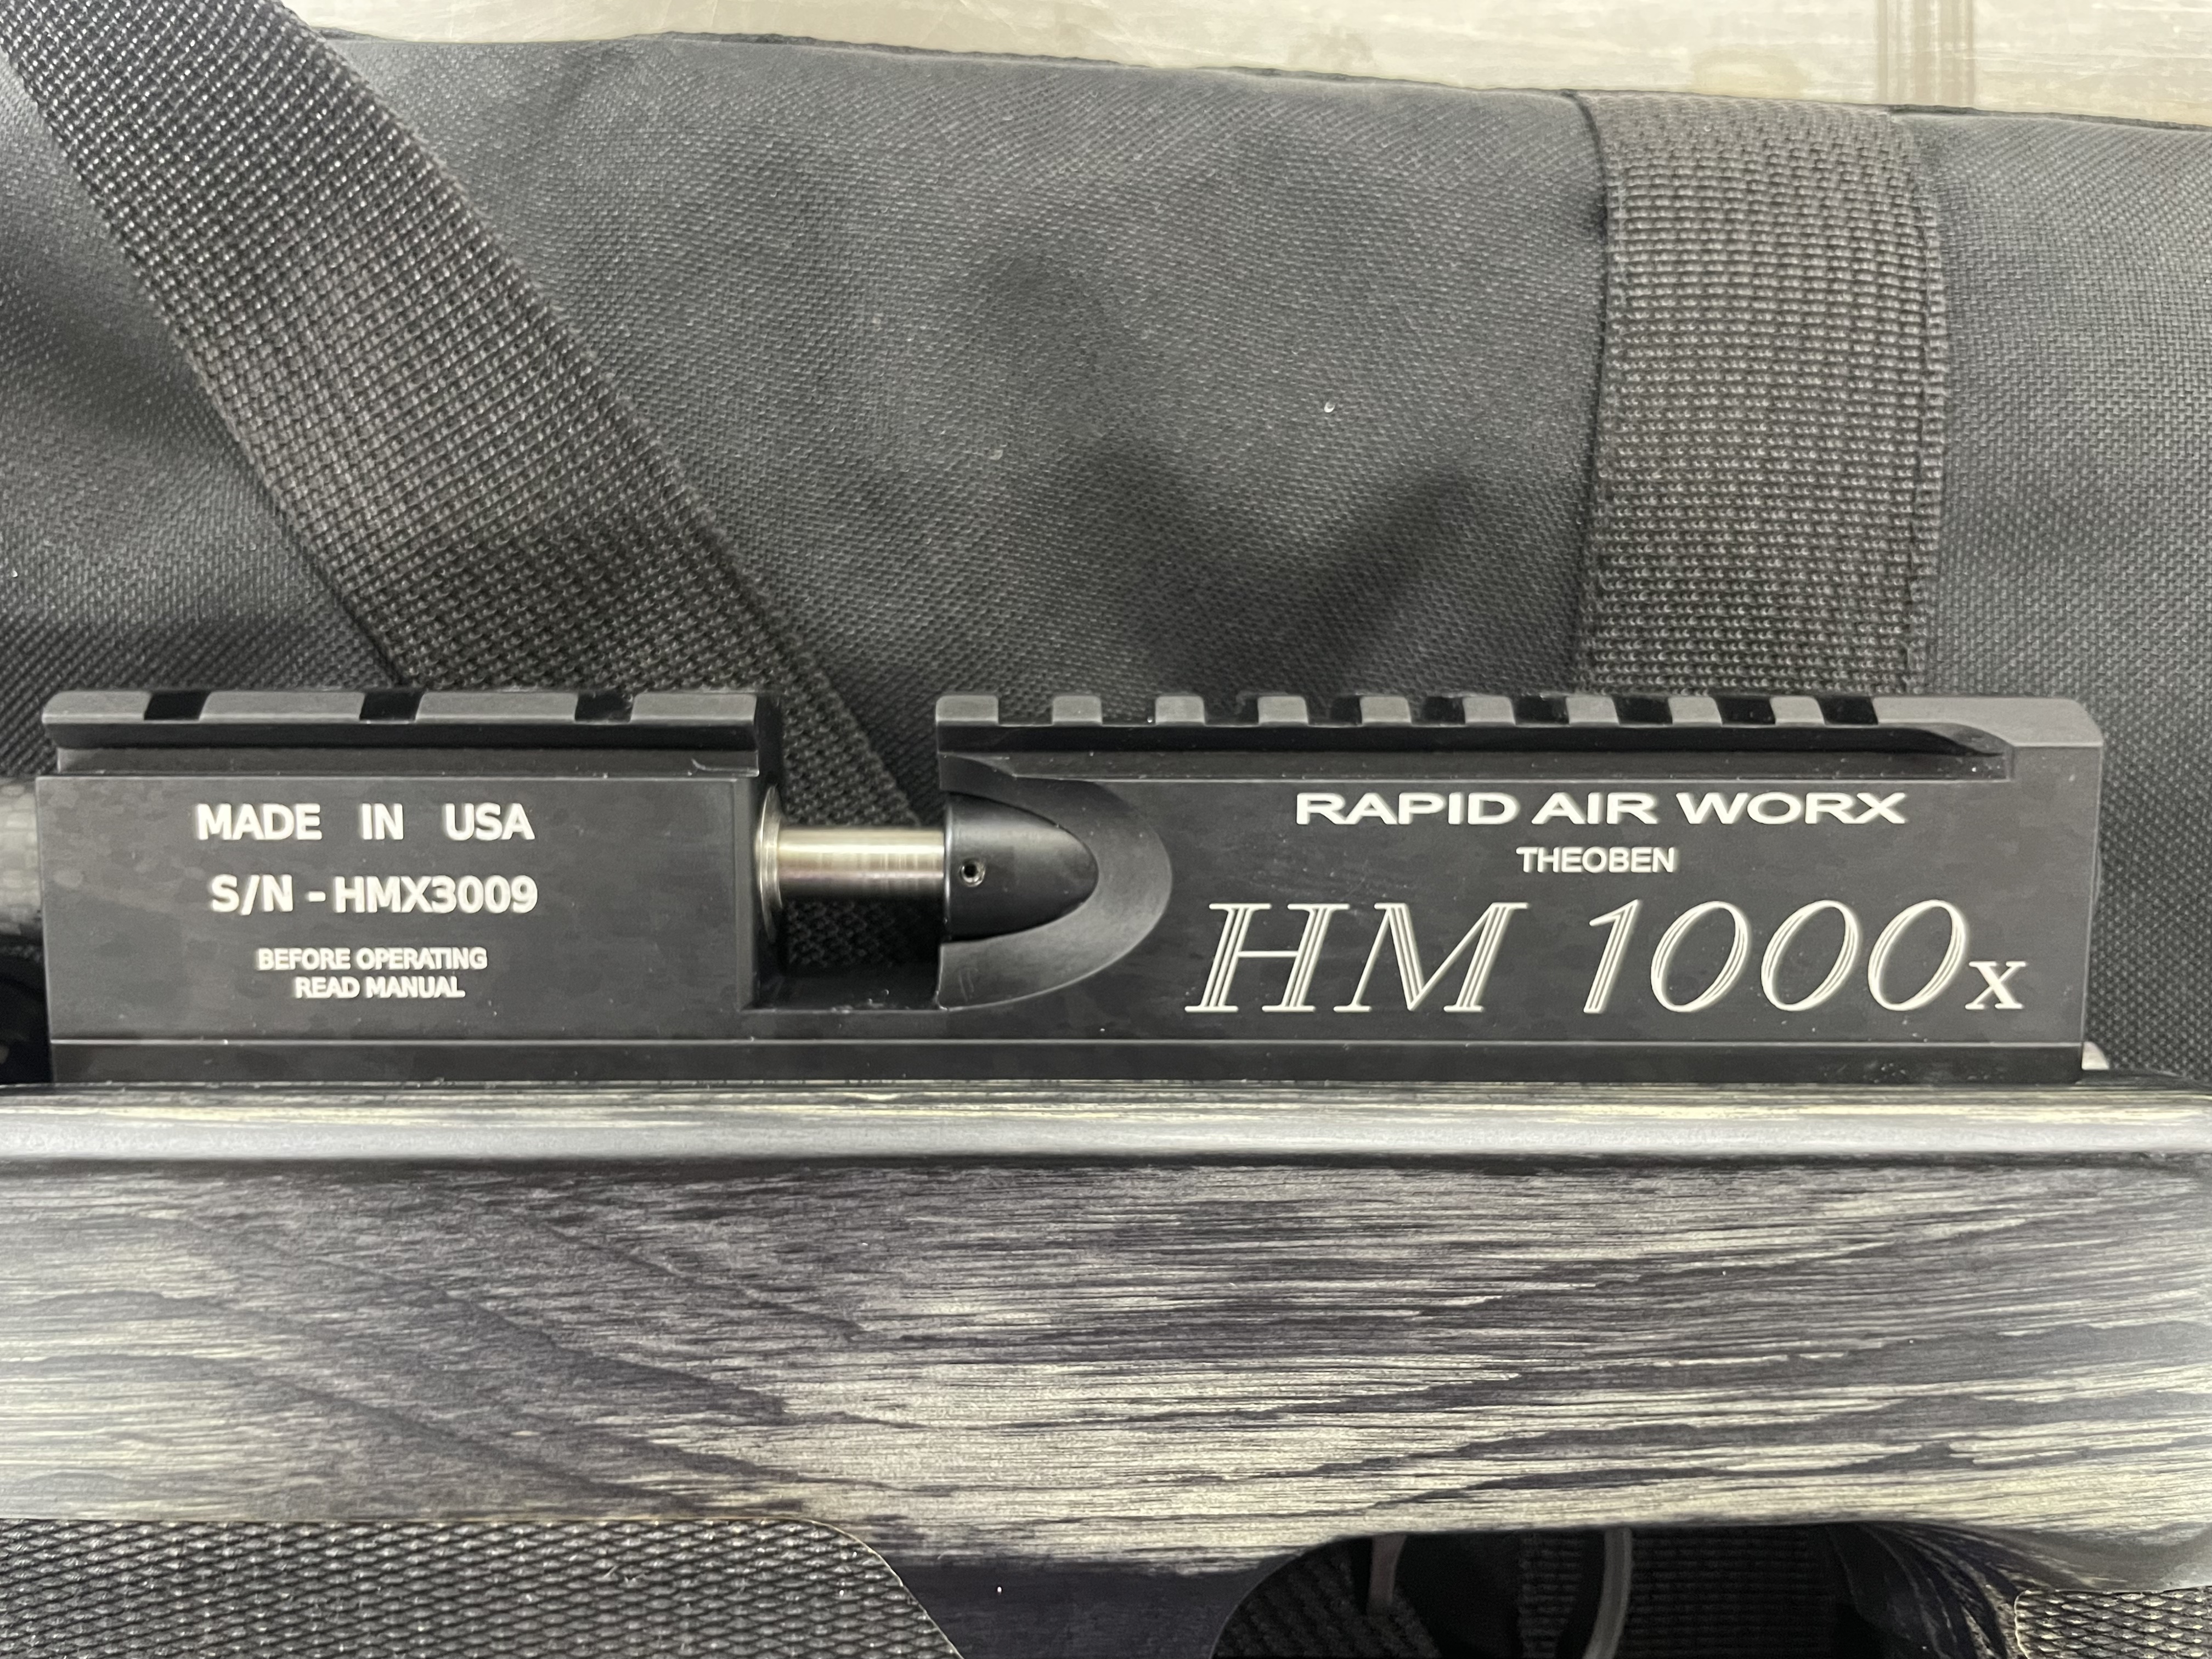 MADE IN USA
S/N - HMX3009
BEFORE OPERATING
READ MANUAL
RAPID AIR WORX
THEOBEN
HM 1000x